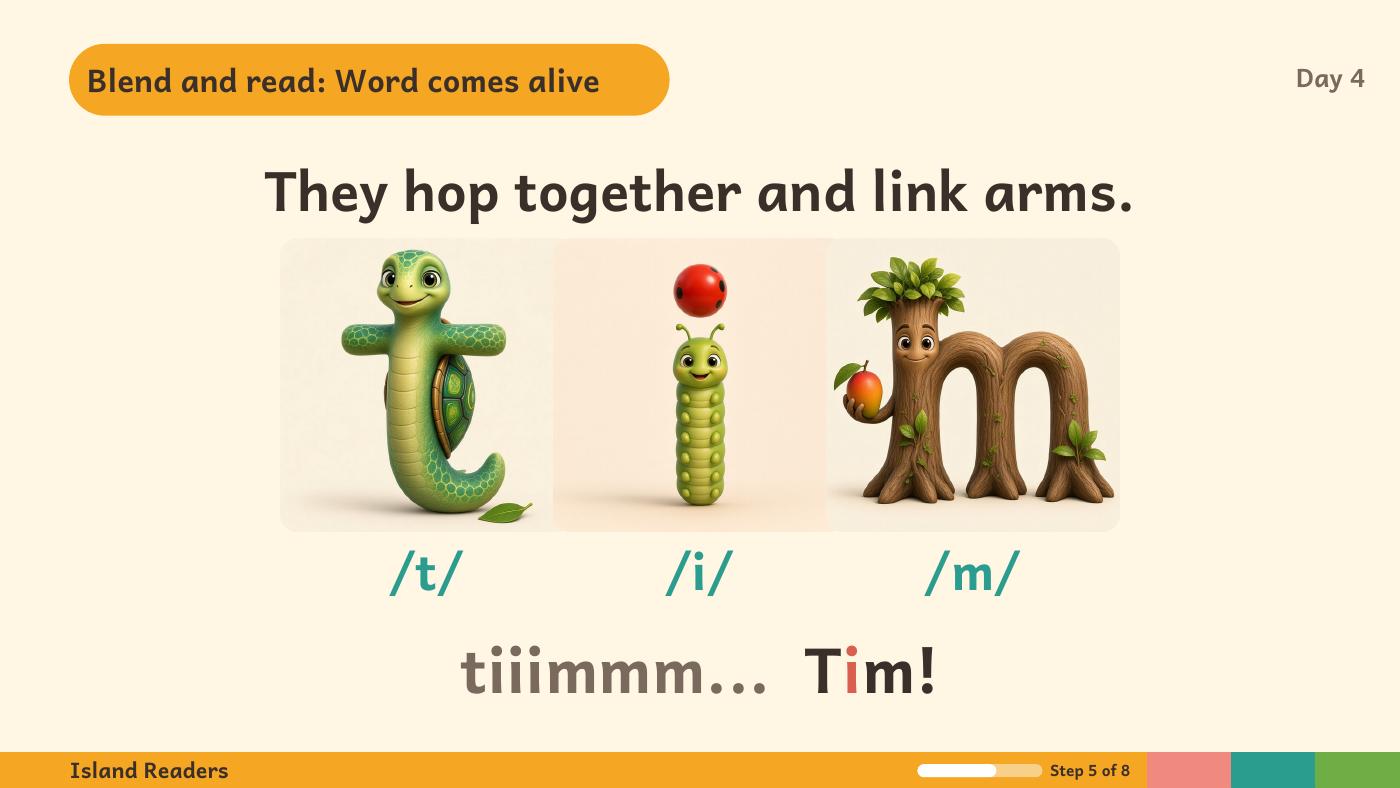 Blend and read: Word comes alive
Day 4
They hop together and link arms.
/t/ /i/ /m/
tiiimmm... Tim!
Island Readers
Step 5 of 8